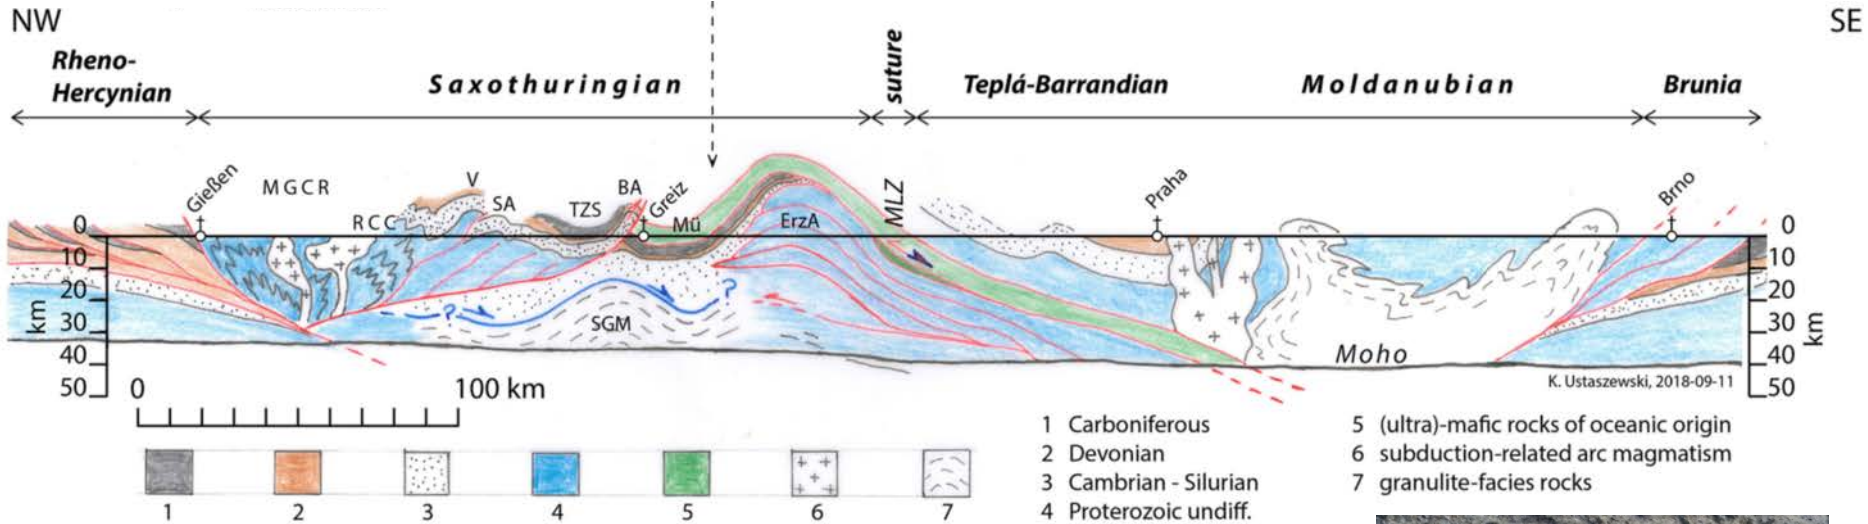 NW
SE
Rheno-
Hercynian
Saxothuringian
suture
Teplá-Barrandian
Moldanubian
Brunia
Gießen
MGCR
RCC
V
SA
TZS
BA
Greiz
Mü
ErzA
MLZ
Praha
Brno
0
10
20
30
40
50
km
?
?
SGM
Moho
0
10
20
30
40
50
km
K. Ustaszewski, 2018-09-11
0 100 km
1 2 3 4 5 6 7
1 Carboniferous
2 Devonian
3 Cambrian - Silurian
4 Proterozoic undiff.
5 (ultra)-mafic rocks of oceanic origin
6 subduction-related arc magmatism
7 granulite-facies rocks